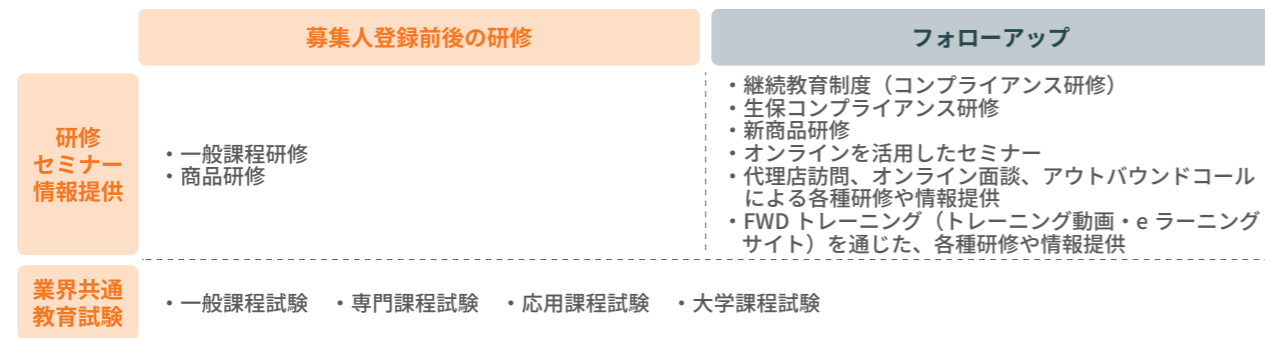 募集人登録前後の研修
フォローアップ
研修
セミナー
情報提供
・一般課程研修
・商品研修
・継続教育制度（コンプライアンス研修）
・生保コンプライアンス研修
・新商品研修
・オンラインを活用したセミナー
・代理店訪問、オンライン面談、アウトバウンドコール
による各種研修や情報提供
・FWD トレーニング（トレーニング動画・e ラーニング
サイト）を通じた、各種研修や情報提供
業界共通
教育試験
・一般課程試験　・専門課程試験　・応用課程試験　・大学課程試験